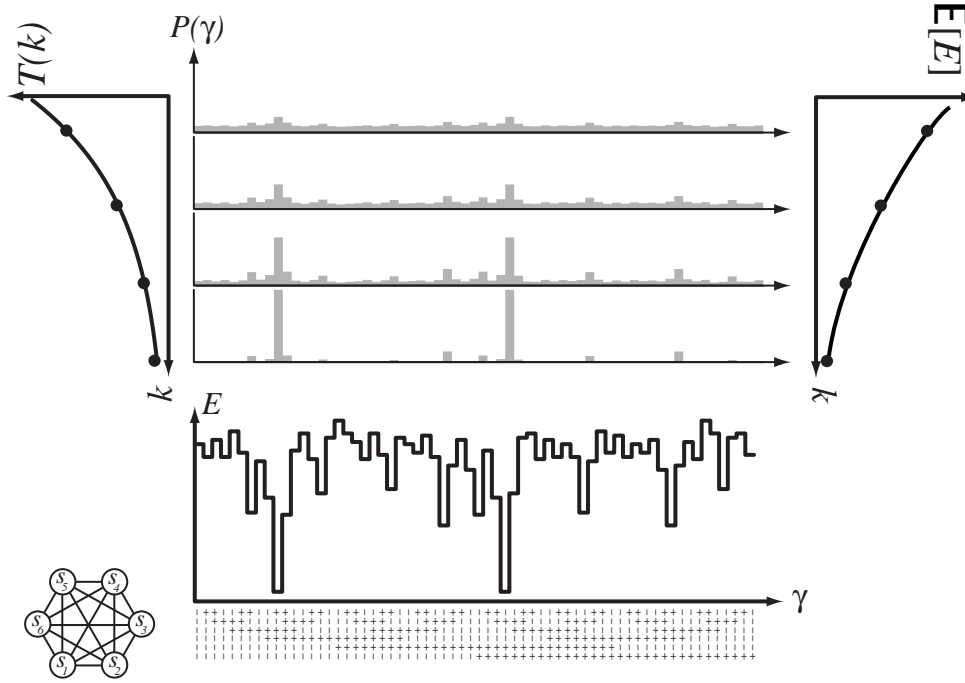 T(k)
P(γ)
𝔼[E]
k
k
E
γ
S₅ S₄
S₆ S₃
S₁ S₂